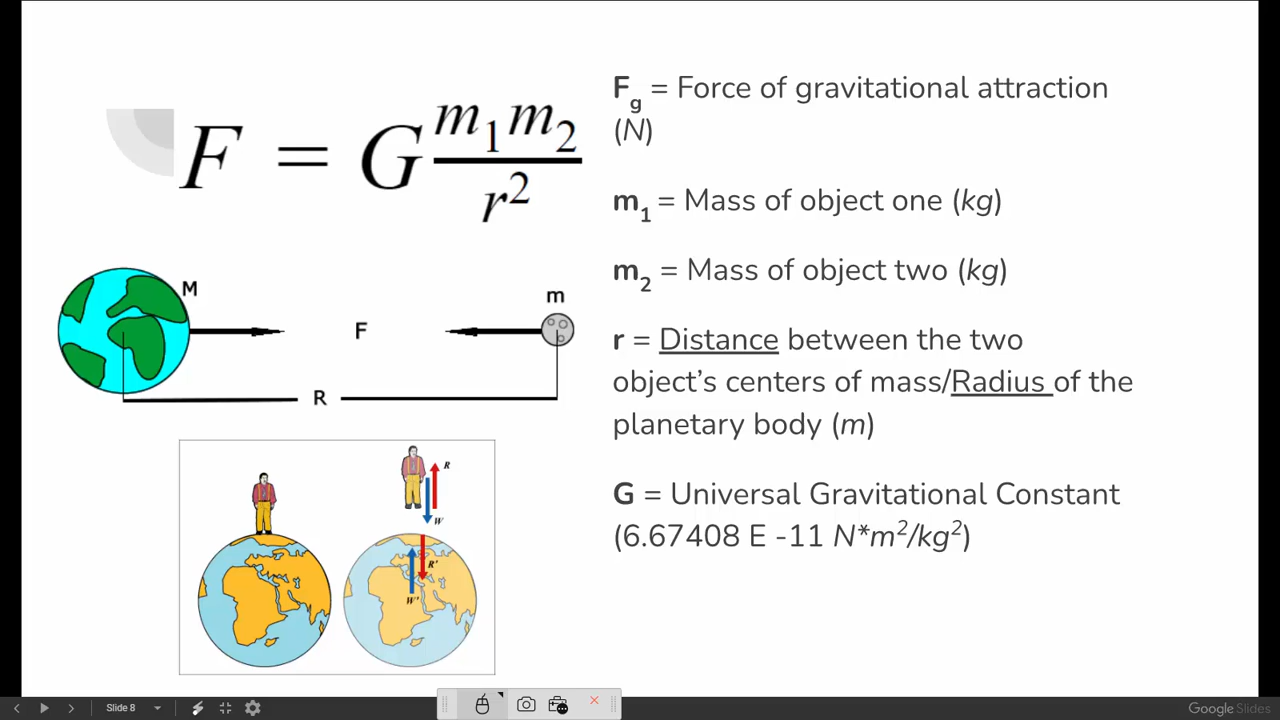 F = G m₁m₂ / r²
F_g = Force of gravitational attraction
(N)
m₁ = Mass of object one (kg)
m₂ = Mass of object two (kg)
r = Distance between the two
object's centers of mass/Radius of the
planetary body (m)
G = Universal Gravitational Constant
(6.67408 E -11 N*m²/kg²)
M
F
m
R
R
W
R'
W'
Slide 8
Google Slides